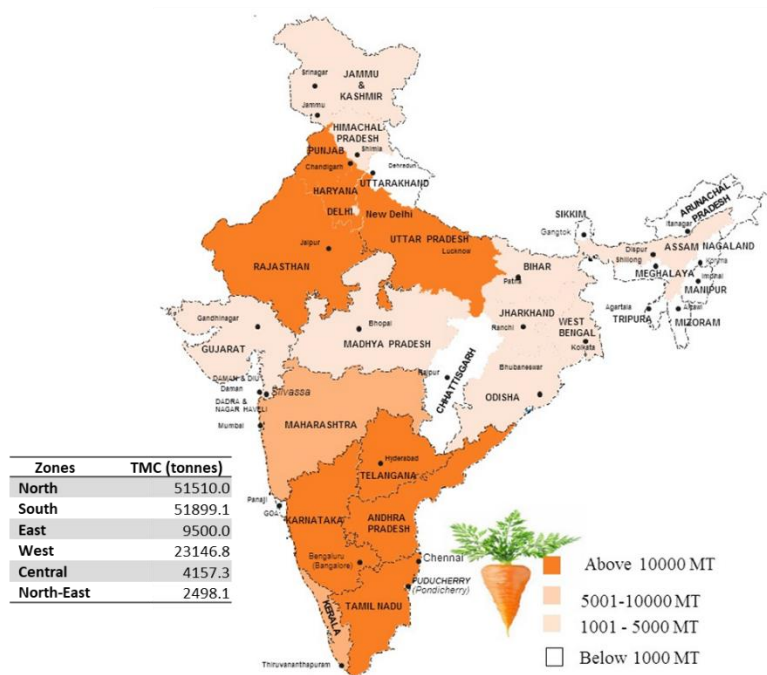 Srinagar
JAMMU
&
KASHMIR
Jammu
HIMACHAL
PRADESH
Shimla
PUNJAB
Chandigarh
Dehradun
UTTARAKHAND
HARYANA
DELHI
New Delhi
ARUNACHAL
PRADESH
Itanagar
SIKKIM
Gangtok
Jaipur
UTTAR PRADESH
Lucknow
RAJASTHAN
Dispur
ASSAM
NAGALAND
Shillong
MEGHALAYA
Kohima
Imphal
MANIPUR
BIHAR
Patna
Agartala
TRIPURA
Aizawl
MIZORAM
Gandhinagar
GUJARAT
Bhopal
MADHYA PRADESH
JHARKHAND
Ranchi
WEST
BENGAL
Kolkata
DAMAN & DIU
Daman
Silvassa
DADRA &
NAGAR HAVELI
Raipur
CHHATTISGARH
Bhubaneswar
ODISHA
Mumbai
MAHARASHTRA
Hyderabad
TELANGANA
Zones TMC (tonnes)
North 51510.0
South 51899.1
East 9500.0
West 23146.8
Central 4157.3
North-East 2498.1
Panaji
GOA
KARNATAKA
ANDHRA
PRADESH
Bengaluru
(Bangalore)
Chennai
PUDUCHERRY
(Pondicherry)
KERALA
TAMIL NADU
Thiruvananthapuram
Above 10000 MT
5001-10000 MT
1001 - 5000 MT
Below 1000 MT